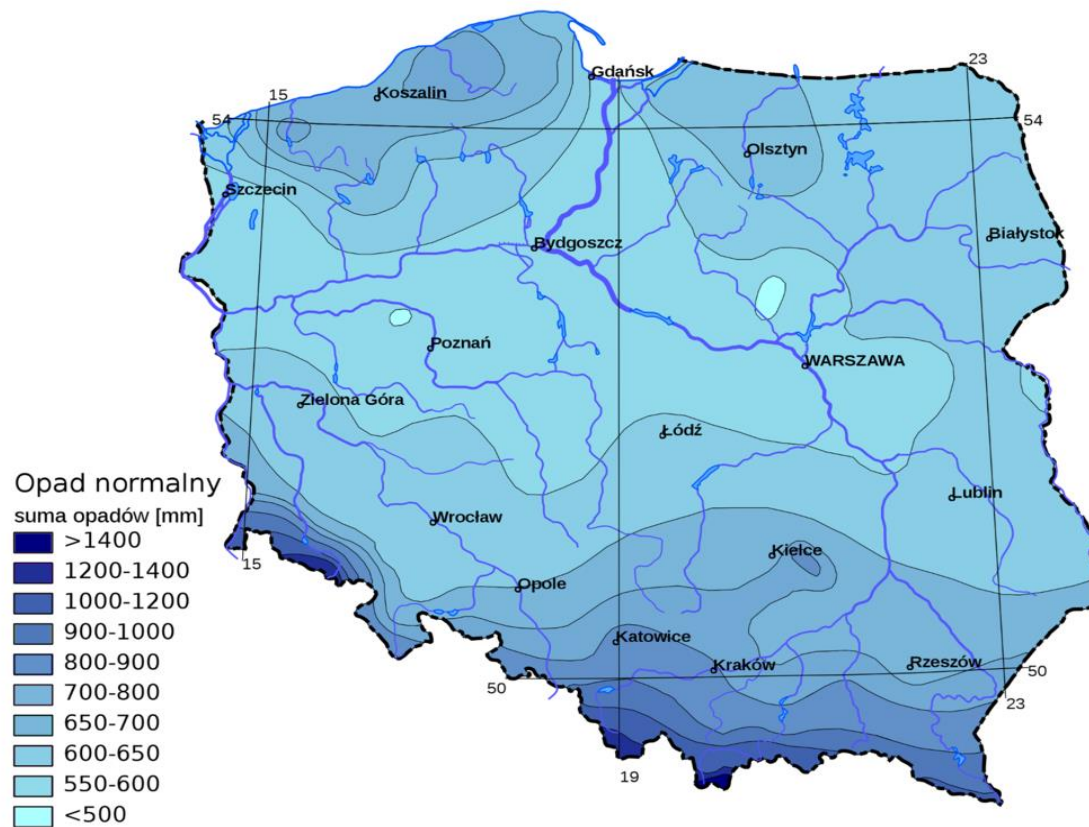 23
Gdańsk
15
Koszalin
54
54
Olsztyn
Szczecin
Białystok
Bydgoszcz
Poznań
WARSZAWA
Zielona Góra
Łódź
Opad normalny
suma opadów [mm]
Lublin
Wrocław
>1400
Kielce
15
1200-1400
Opole
1000-1200
900-1000
Katowice
800-900
Kraków
Rzeszów
50
50
700-800
23
650-700
600-650
19
550-600
<500